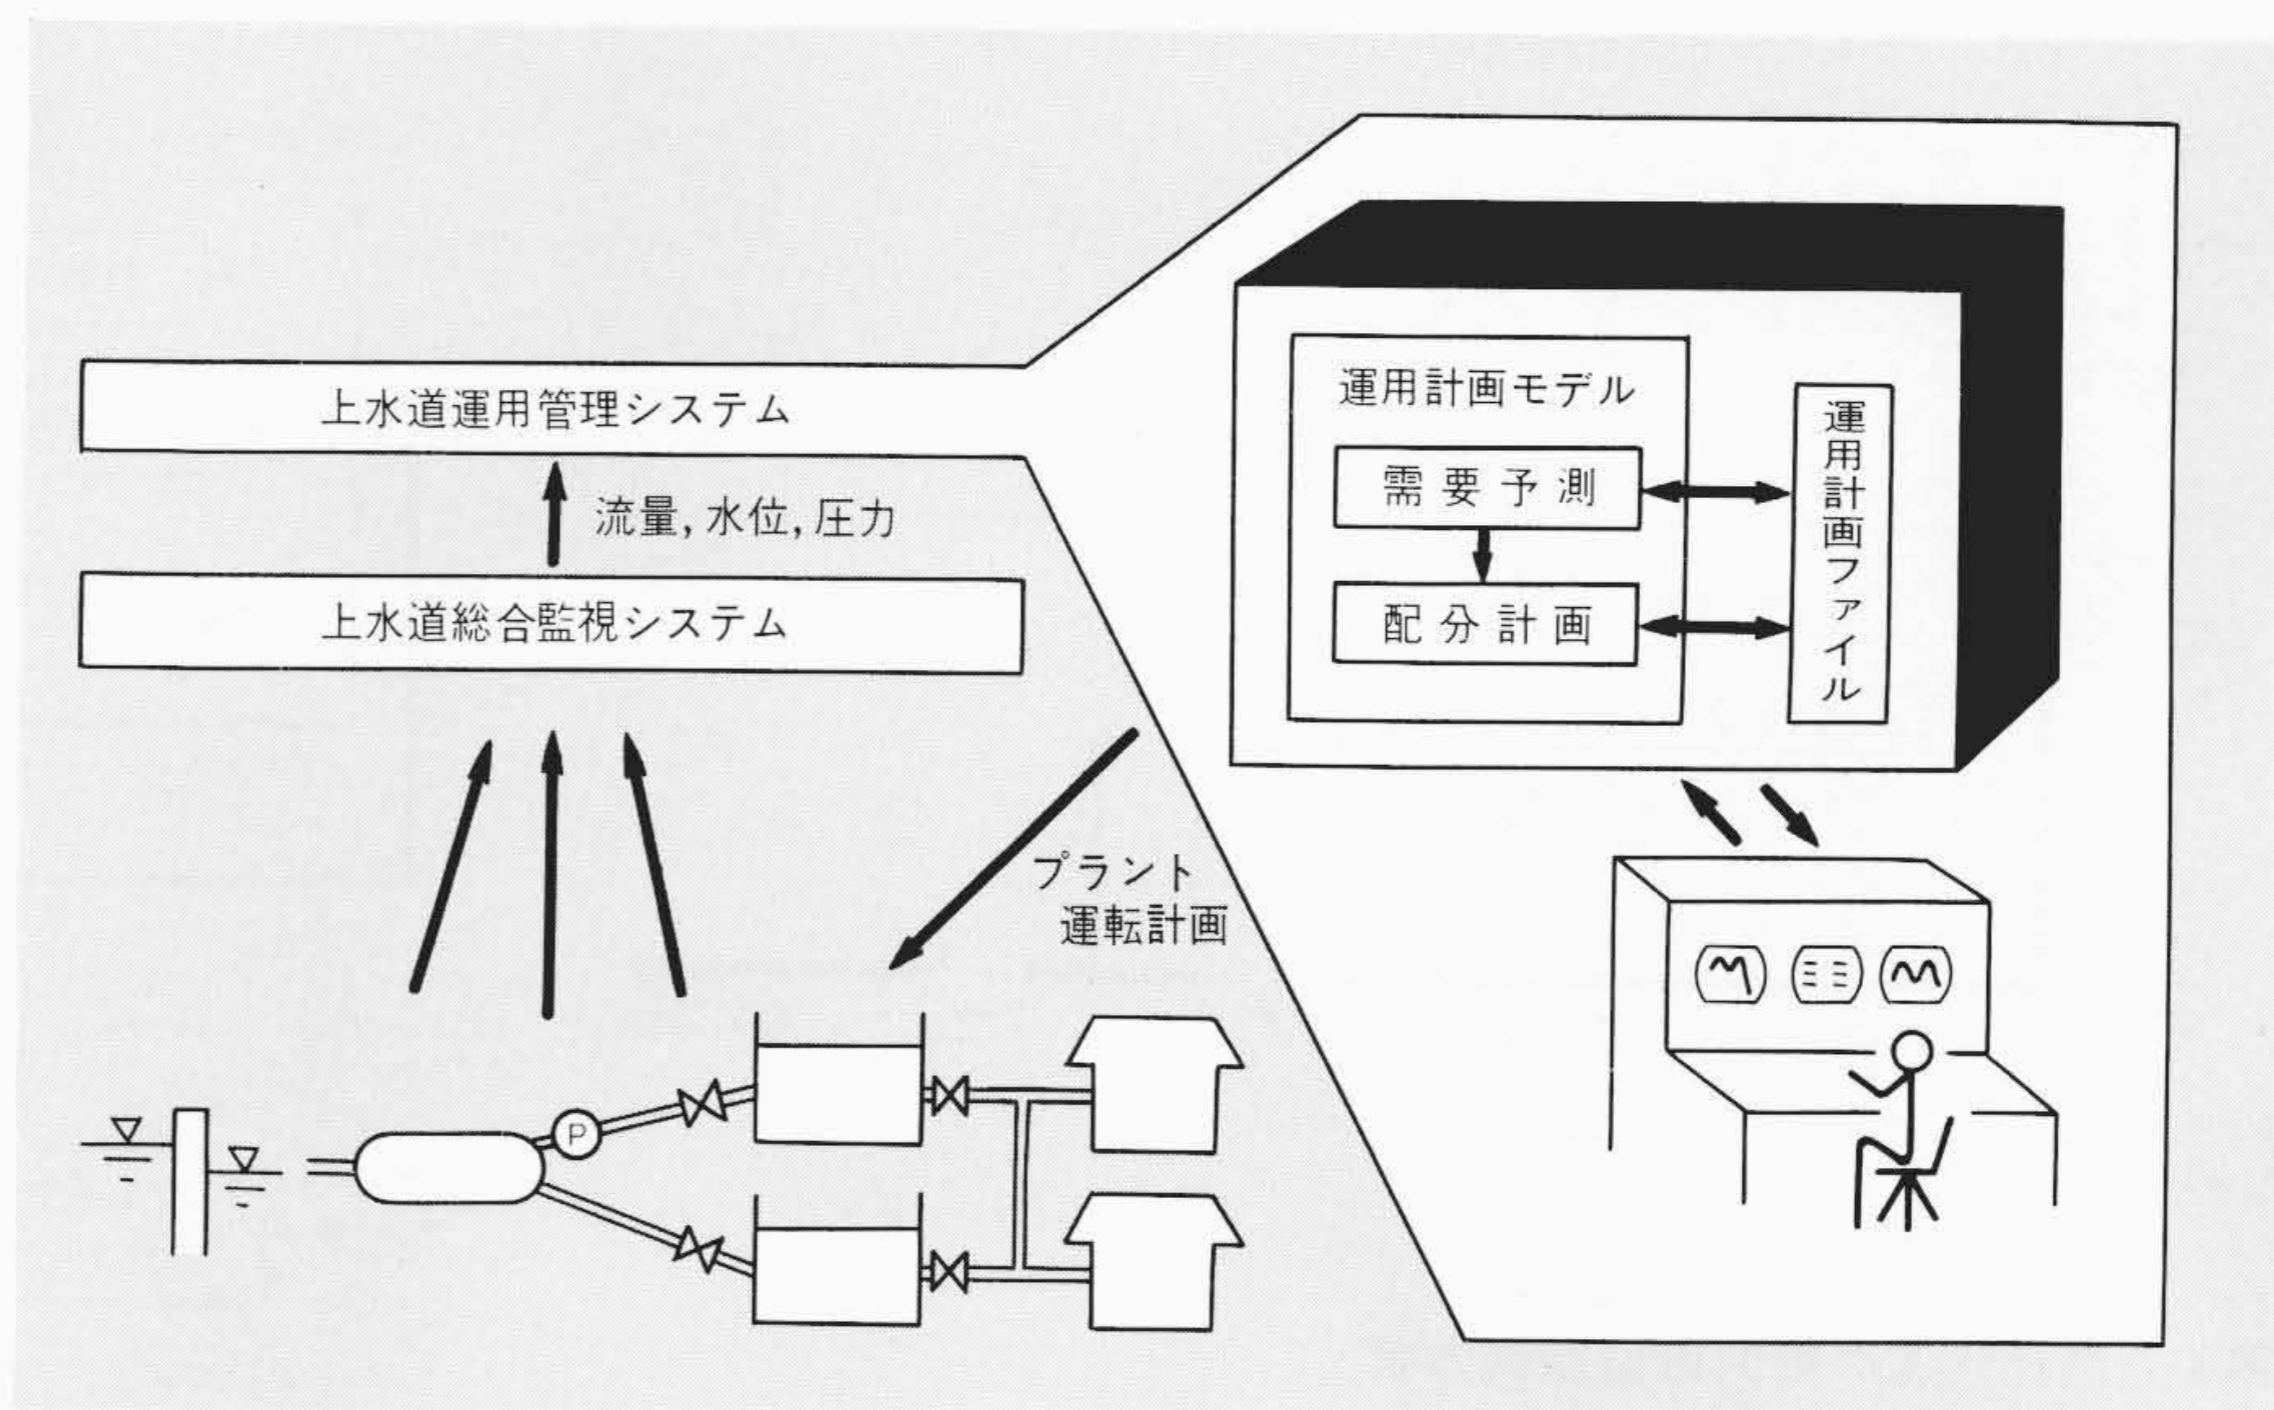 上水道運用管理システム
流量, 水位, 圧力
上水道総合監視システム
プラント
運転計画
P
運用計画モデル
需要予測
配分計画
運用計画ファイル